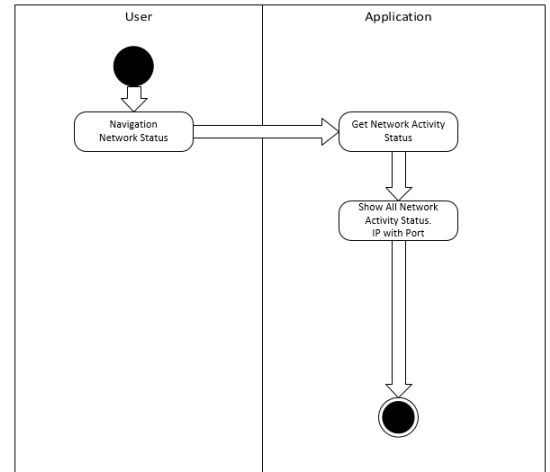 User
Application
Navigation
Network Status
Get Network Activity
Status
Show All Network
Activity Status.
IP with Port